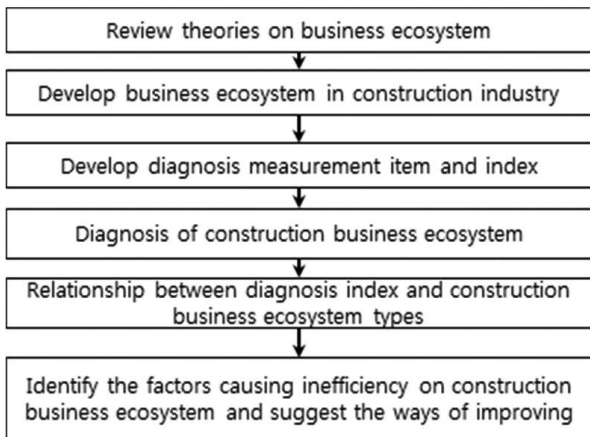 Review theories on business ecosystem
Develop business ecosystem in construction industry
Develop diagnosis measurement item and index
Diagnosis of construction business ecosystem
Relationship between diagnosis index and construction
business ecosystem types
Identify the factors causing inefficiency on construction
business ecosystem and suggest the ways of improving